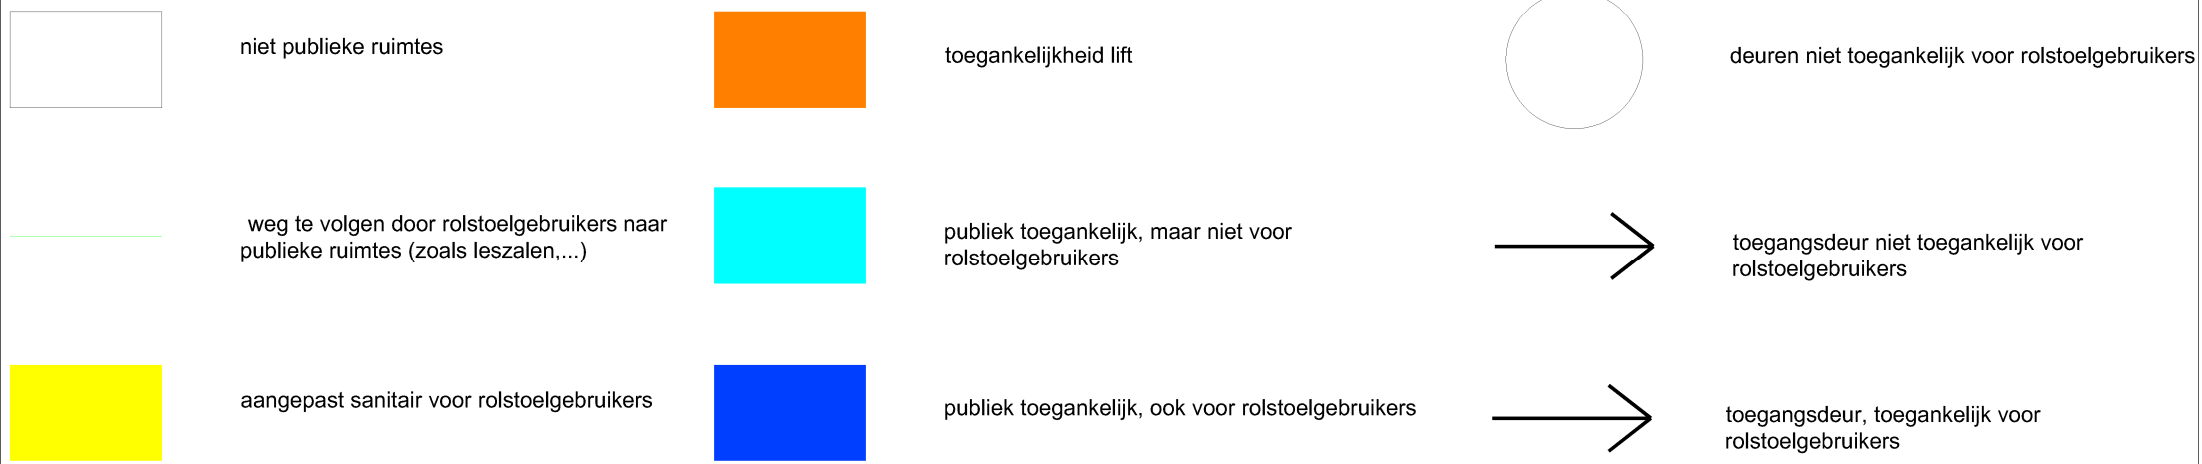 niet publieke ruimtes
weg te volgen door rolstoelgebruikers naar
publieke ruimtes (zoals leszalen,...)
aangepast sanitair voor rolstoelgebruikers
toegankelijkheid lift
publiek toegankelijk, maar niet voor
rolstoelgebruikers
publiek toegankelijk, ook voor rolstoelgebruikers
deuren niet toegankelijk voor rolstoelgebruikers
toegangsdeur niet toegankelijk voor
rolstoelgebruikers
toegangsdeur, toegankelijk voor
rolstoelgebruikers